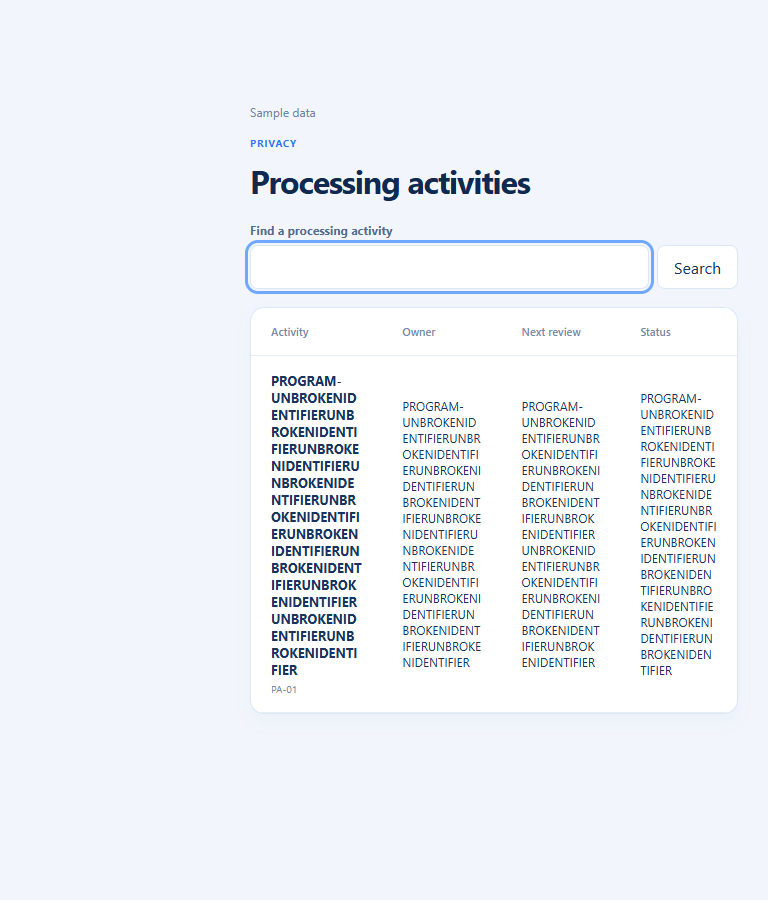 Sample data
PRIVACY
Processing activities
Find a processing activity
Search
Activity Owner Next review Status
PROGRAM-
UNBROKENID
ENTIFIERUNB
ROKENIDENTI
FIERUNBROKE
NIDENTIFIERU
NBROKENIDE
NTIFIERUNBR
OKENIDENTIFI
ERUNBROKEN
IDENTIFIERUN
BROKENIDENT
IFIERUNBROK
ENIDENTIFIER
UNBROKENID
ENTIFIERUNB
ROKENIDENTI
FIER
PA-01
PROGRAM-
UNBROKENID
ENTIFIERUNBR
OKENIDENTIFI
ERUNBROKENI
DENTIFIERUN
BROKENIDENT
IFIERUNBROKE
NIDENTIFIERU
NBROKENIDE
NTIFIERUNBR
OKENIDENTIFI
ERUNBROKENI
DENTIFIERUN
BROKENIDENT
IFIERUNBROKE
NIDENTIFIER
PROGRAM-
UNBROKENID
ENTIFIERUNBR
OKENIDENTIFI
ERUNBROKENI
DENTIFIERUN
BROKENIDENT
IFIERUNBROK
ENIDENTIFIER
UNBROKENID
ENTIFIERUNBR
OKENIDENTIFI
ERUNBROKENI
DENTIFIERUN
BROKENIDENT
IFIERUNBROK
ENIDENTIFIER
PROGRAM-
UNBROKENID
ENTIFIERUNB
ROKENIDENTI
FIERUNBROKE
NIDENTIFIERU
NBROKENIDE
NTIFIERUNBR
OKENIDENTIFI
ERUNBROKEN
IDENTIFIERUN
BROKENIDEN
TIFIERUNBRO
KENIDENTIFIE
RUNBROKENI
DENTIFIERUN
BROKENIDEN
TIFIER